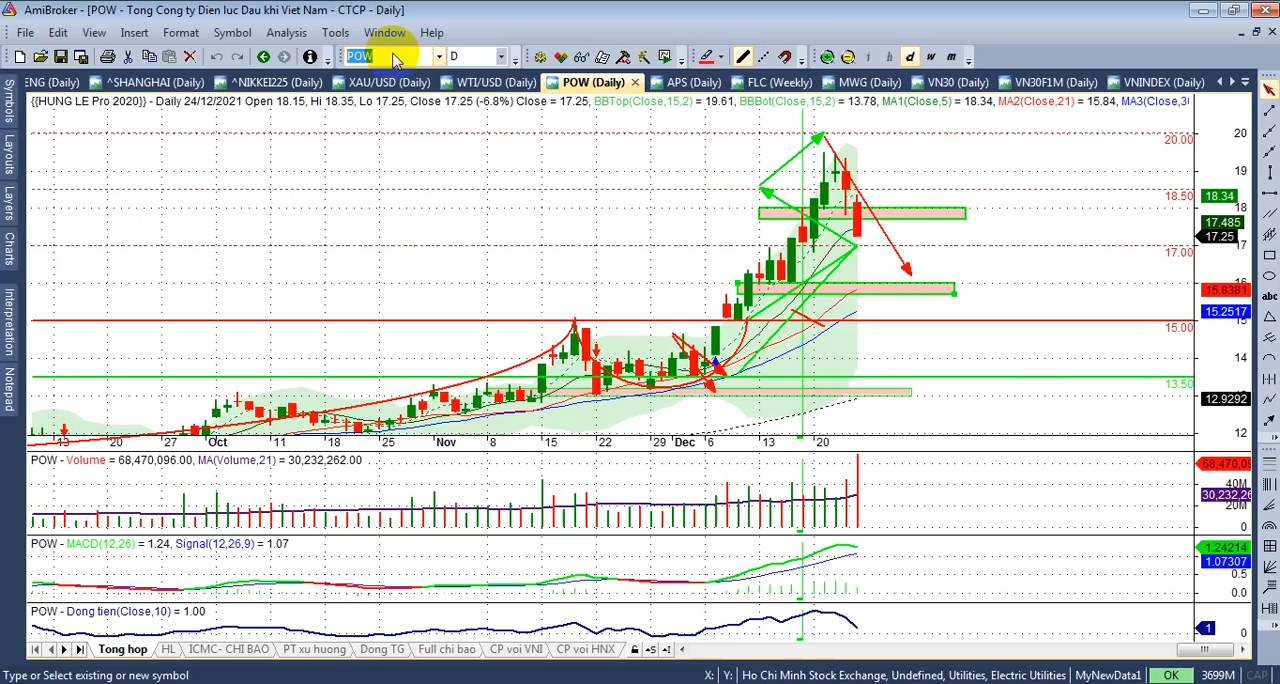 AmiBroker - [POW - Tong Cong ty Dien luc Dau khi Viet Nam - CTCP - Daily]
File Edit View Insert Format Symbol Analysis Tools Window Help
POW D i h d w m
ENG (Daily) ^SHANGHAI (Daily) ^NIKKEI225 (Daily) XAU/USD (Daily) WTI/USD (Daily) POW (Daily) APS (Daily) FLC (Weekly) MWG (Daily) VN30 (Daily) VN30F1M (Daily) VNINDEX (Daily)
{{HUNG LE Pro 2020}} - Daily 24/12/2021 Open 18.15, Hi 18.35, Lo 17.25, Close 17.25 (-6.8%) Close = 17.25, BBTop(Close,15,2) = 19.61, BBBot(Close,15,2) = 13.78, MA1(Close,5) = 18.34, MA2(Close,21) = 15.84, MA3(Close,3
Symbols
Layouts
Layers
Charts
Interpretation
Notepad
20
20.00
19
18.50
18.34
18
17.485
17.25
17
17.00
16
15.8381
15.2517
15
15.00
14
13.50
12.9292
12
abc
13 20 27 Oct 11 18 25 Nov 8 15 22 29 Dec 6 13 20
POW - Volume = 68,470,096.00, MA(Volume,21) = 30,232,262.00
68,470,09
40M
30,232,26
20M
0
POW - MACD(12,26) = 1.24, Signal(12,26,9) = 1.07
1.24214
1.07307
0.5
0
POW - Dong tien(Close,10) = 1.00
1
0
Tong hop HL ICMC- CHI BAO PT xu huong Dong TG Full chi bao CP voi VNI CP voi HNX
Type or Select existing or new symbol X: Y: Ho Chi Minh Stock Exchange, Undefined, Utilities, Electric Utilities MyNewData1 OK 3699M CAP